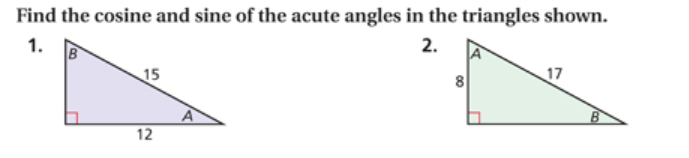 Find the cosine and sine of the acute angles in the triangles shown.
1.
B
15
A
12
2.
A
17
8
B